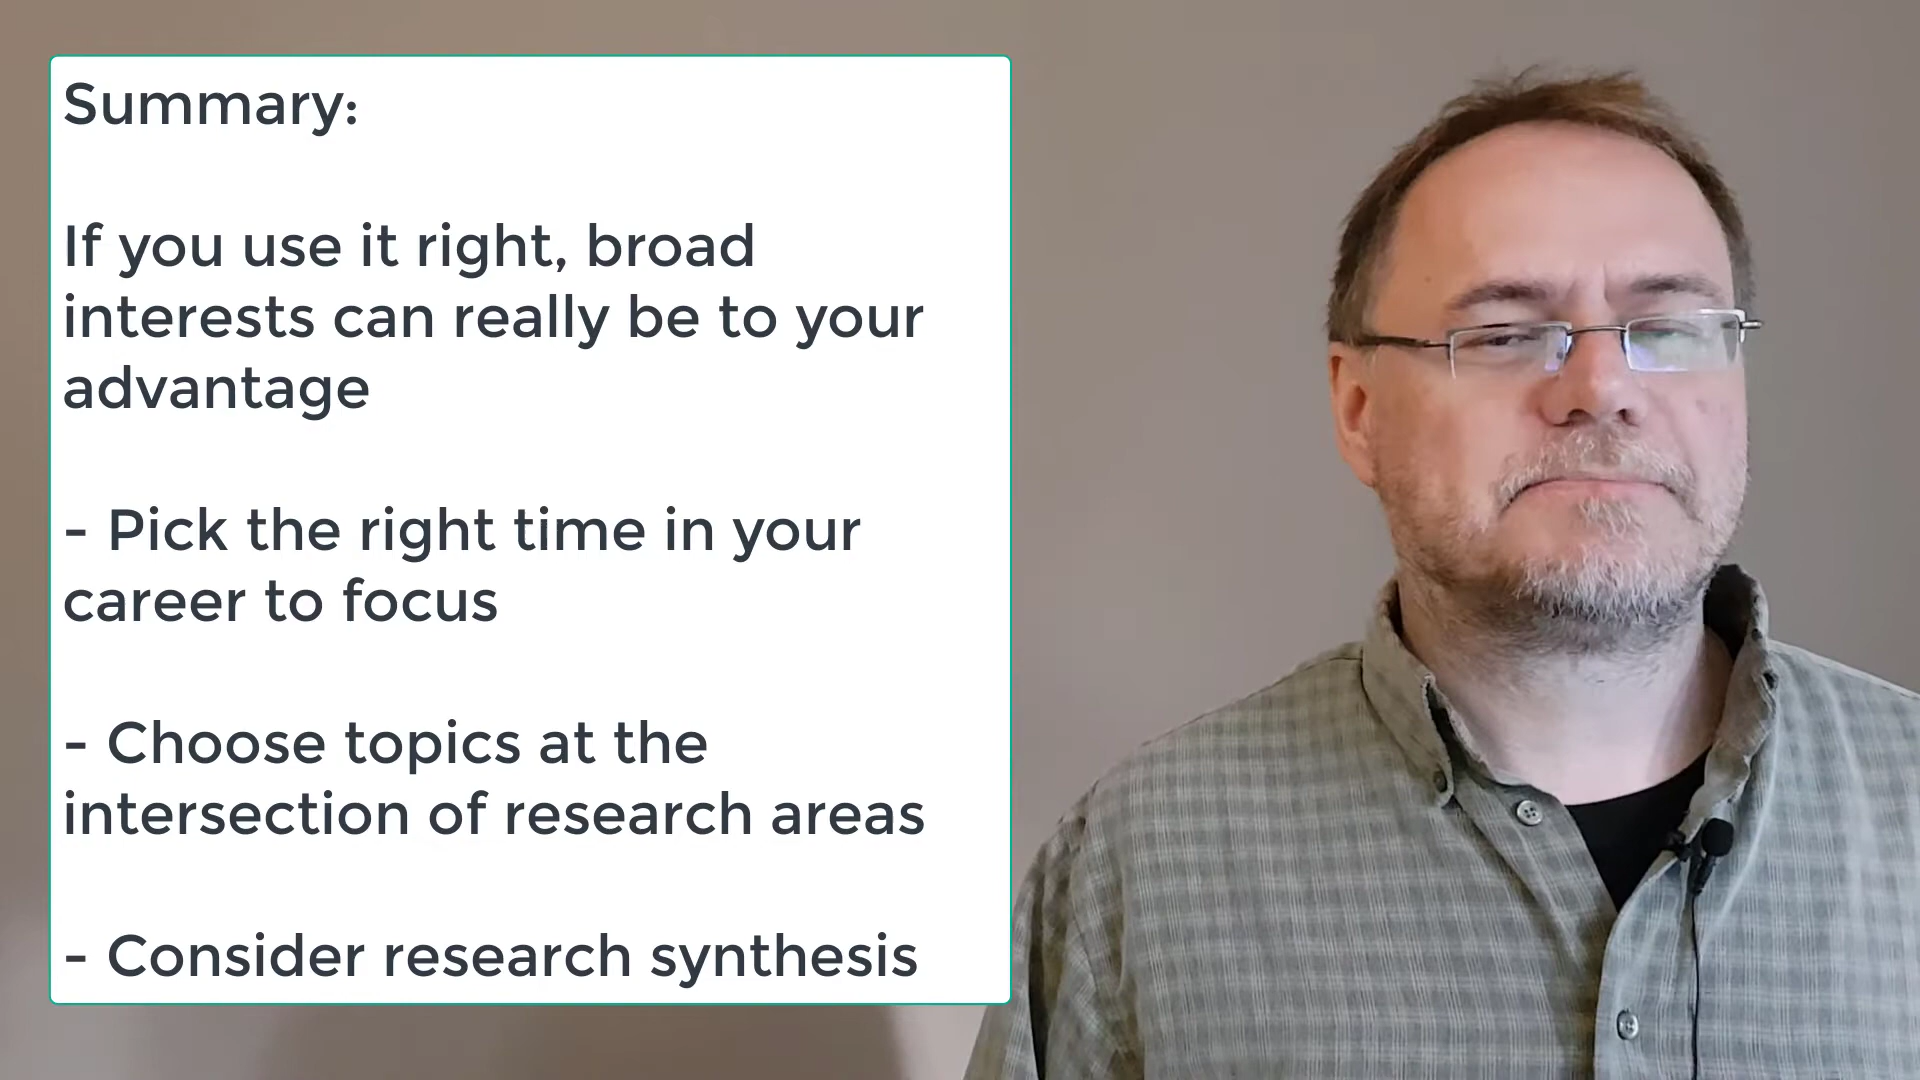 Summary:
If you use it right, broad
interests can really be to your
advantage
- Pick the right time in your
career to focus
- Choose topics at the
intersection of research areas
- Consider research synthesis